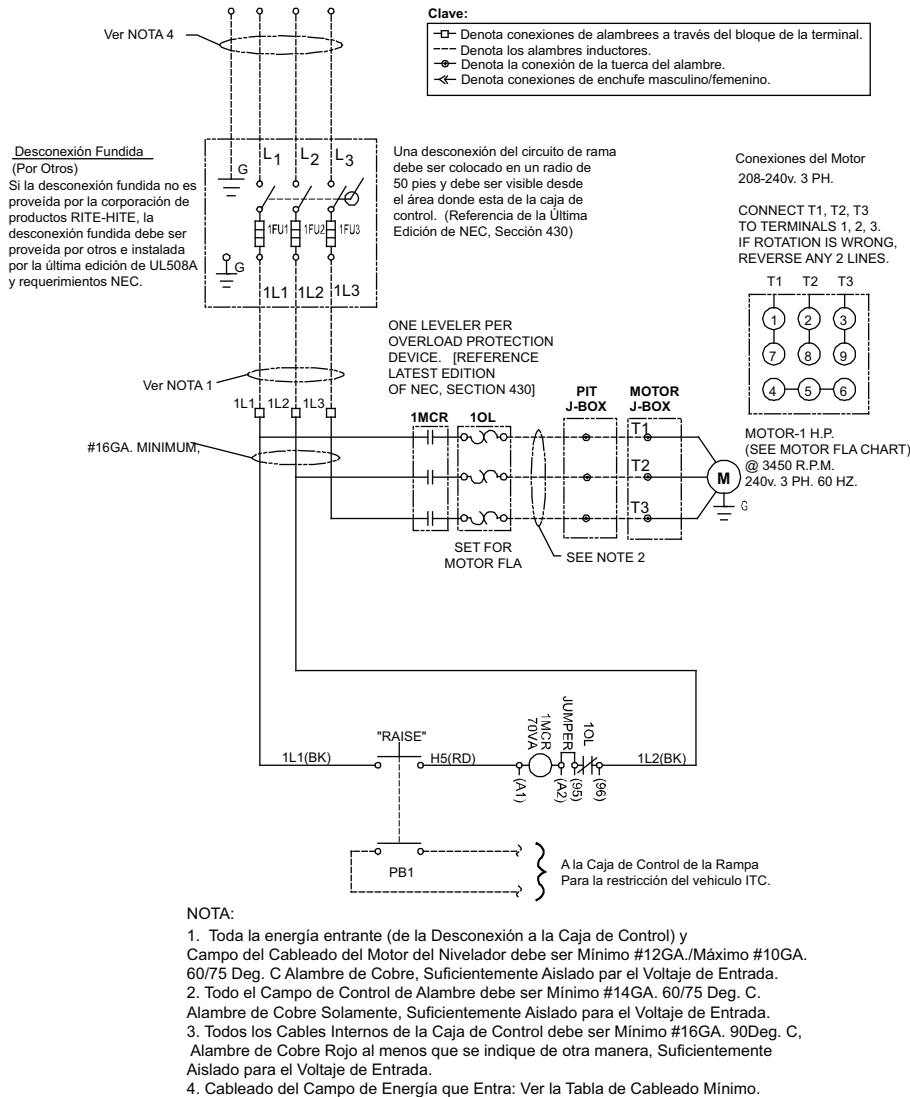 Ver NOTA 4
Clave:
Denota conexiones de alambrees a través del bloque de la terminal.
Denota los alambres inductores.
Denota la conexión de la tuerca del alambre.
Denota conexiones de enchufe masculino/femenino.
Desconexión Fundida
(Por Otros)
Si la desconexión fundida no es
proveída por la corporación de
productos RITE-HITE, la
desconexión fundida debe ser
proveída por otros e instalada
por la última edición de UL508A
y requerimientos NEC.
G
L1 L2 L3
1FU1 1FU2 1FU3
G
1L1 1L2 1L3
Una desconexión del circuito de rama
debe ser colocado en un radio de
50 pies y debe ser visible desde
el área donde esta de la caja de
control. (Referencia de la Última
Edición de NEC, Sección 430)
Conexiones del Motor
208-240v. 3 PH.
CONNECT T1, T2, T3
TO TERMINALS 1, 2, 3.
IF ROTATION IS WRONG,
REVERSE ANY 2 LINES.
T1 T2 T3
1 2 3
7 8 9
4 5 6
ONE LEVELER PER
OVERLOAD PROTECTION
DEVICE. [REFERENCE
LATEST EDITION
OF NEC, SECTION 430]
Ver NOTA 1
1L1 1L2 1L3
#16GA. MINIMUM,
1MCR
1OL
PIT
J-BOX
MOTOR
J-BOX
T1
T2
T3
M
G
MOTOR-1 H.P.
(SEE MOTOR FLA CHART)
@ 3450 R.P.M.
240v. 3 PH. 60 HZ.
SET FOR
MOTOR FLA
SEE NOTE 2
"RAISE"
1L1(BK)
H5(RD)
1MCR
70VA
JUMPER
1OL
1L2(BK)
(A1)
(A2)
(95)
(96)
PB1
A la Caja de Control de la Rampa
Para la restricción del vehiculo ITC.
NOTA:
1. Toda la energía entrante (de la Desconexión a la Caja de Control) y
Campo del Cableado del Motor del Nivelador debe ser Mínimo #12GA./Máximo #10GA.
60/75 Deg. C Alambre de Cobre, Suficientemente Aislado par el Voltaje de Entrada.
2. Todo el Campo de Control de Alambre debe ser Mínimo #14GA. 60/75 Deg. C.
Alambre de Cobre Solamente, Suficientemente Aislado para el Voltaje de Entrada.
3. Todos los Cables Internos de la Caja de Control debe ser Mínimo #16GA. 90Deg. C,
Alambre de Cobre Rojo al menos que se indique de otra manera, Suficientemente
Aislado para el Voltaje de Entrada.
4. Cableado del Campo de Energía que Entra: Ver la Tabla de Cableado Mínimo.